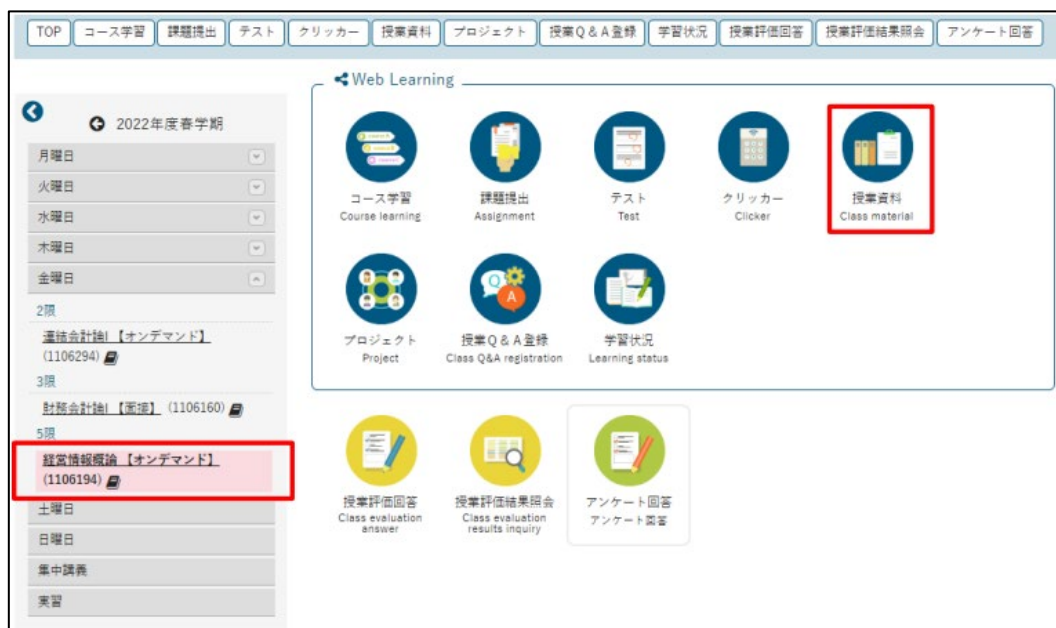 TOP コース学習 課題提出 テスト クリッカー 授業資料 プロジェクト 授業Q＆A登録 学習状況 授業評価回答 授業評価結果照会 アンケート回答
2022年度春学期
月曜日
火曜日
水曜日
木曜日
金曜日
2限
連結会計論I 【オンデマンド】
(1106294)
3限
財務会計論I 【面接】 (1106160)
5限
経営情報概論 【オンデマンド】
(1106194)
土曜日
日曜日
集中講義
実習
Web Learning
コース学習
Course learning
課題提出
Assignment
テスト
Test
クリッカー
Clicker
授業資料
Class material
プロジェクト
Project
授業Q＆A登録
Class Q&A registration
学習状況
Learning status
授業評価回答
Class evaluation
answer
授業評価結果照会
Class evaluation
results inquiry
アンケート回答
アンケート回答